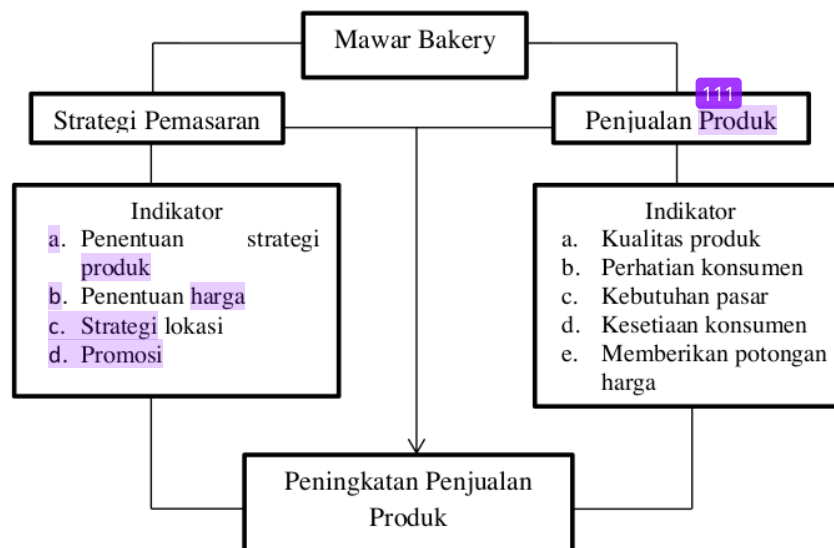 Mawar Bakery
111
Strategi Pemasaran
Penjualan Produk
Indikator
a. Penentuan strategi
produk
b. Penentuan harga
c. Strategi lokasi
d. Promosi
Indikator
a. Kualitas produk
b. Perhatian konsumen
c. Kebutuhan pasar
d. Kesetiaan konsumen
e. Memberikan potongan
harga
Peningkatan Penjualan
Produk